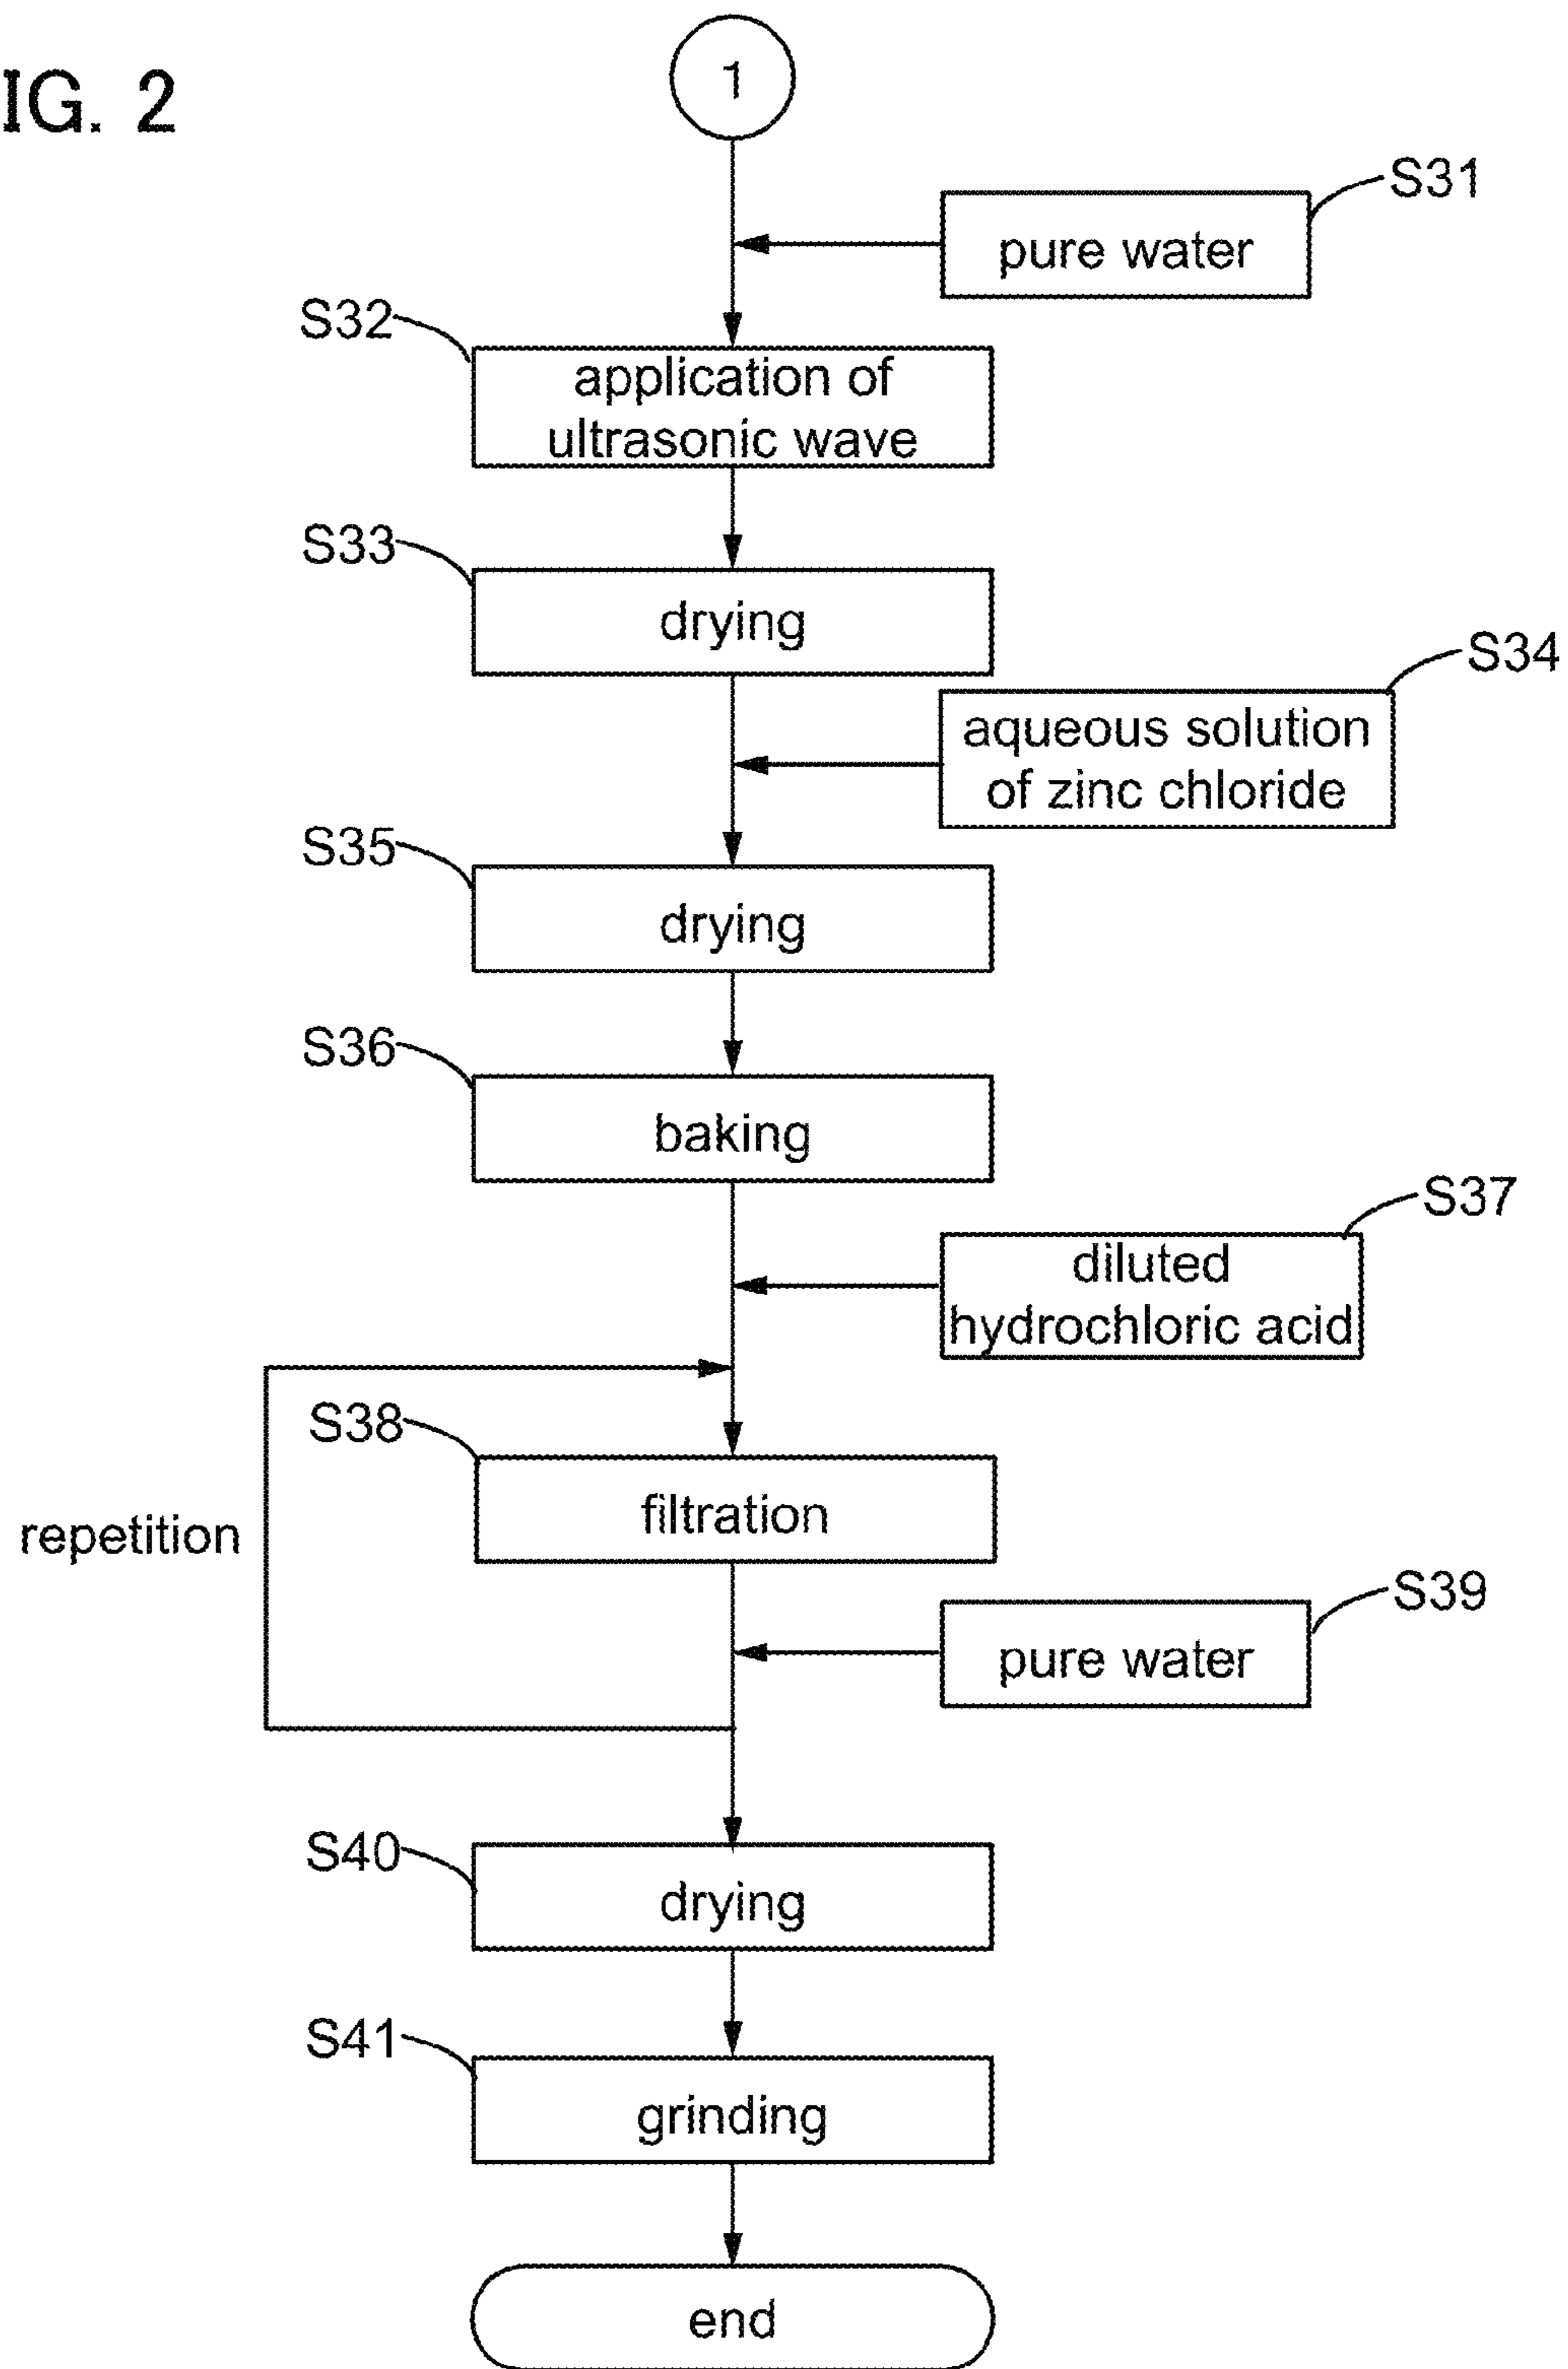 IG. 2
1
S31
pure water
S32
application of
ultrasonic wave
S33
drying
S34
aqueous solution
of zinc chloride
S35
drying
S36
baking
S37
diluted
hydrochloric acid
S38
filtration
repetition
S39
pure water
S40
drying
S41
grinding
end